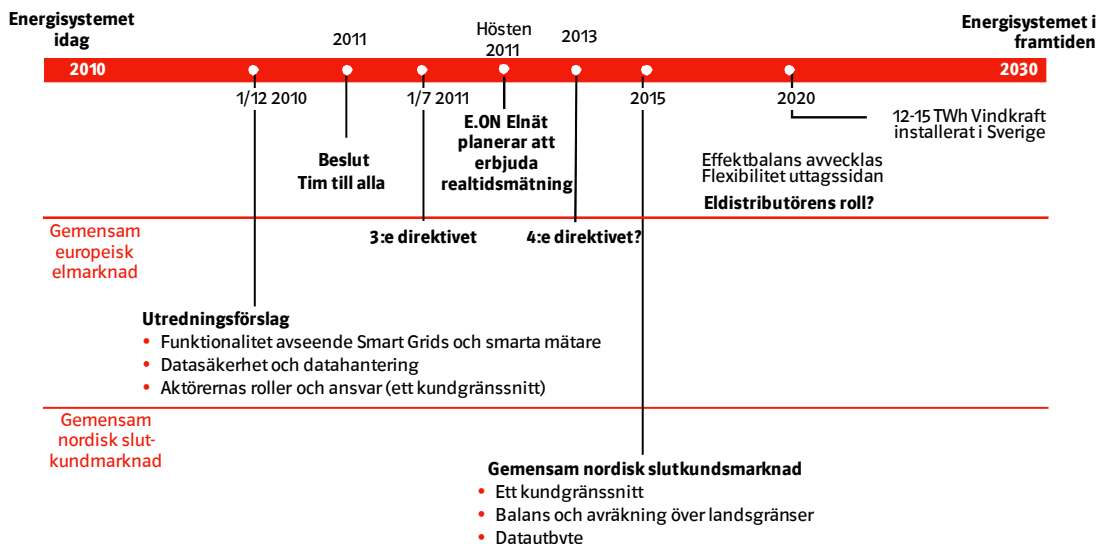 Energisystemet
idag
2011
Hösten
2011
2013
Energisystemet i
framtiden
2010
2030
1/12 2010
1/7 2011
2015
2020
12-15 TWh Vindkraft
installerat i Sverige
E.ON Elnät
planerar att
erbjuda
realtidsmätning
Beslut
Tim till alla
Effektbalans avvecklas
Flexibilitet uttagssidan
Eldistributörens roll?
Gemensam
europeisk
elmarknad
3:e direktivet
4:e direktivet?
Utredningsförslag
• Funktionalitet avseende Smart Grids och smarta mätare
• Datasäkerhet och datahantering
• Aktörernas roller och ansvar (ett kundgränssnitt)
Gemensam
nordisk slut-
kundmarknad
Gemensam nordisk slutkundsmarknad
• Ett kundgränssnitt
• Balans och avräkning över landsgränser
• Datautbyte